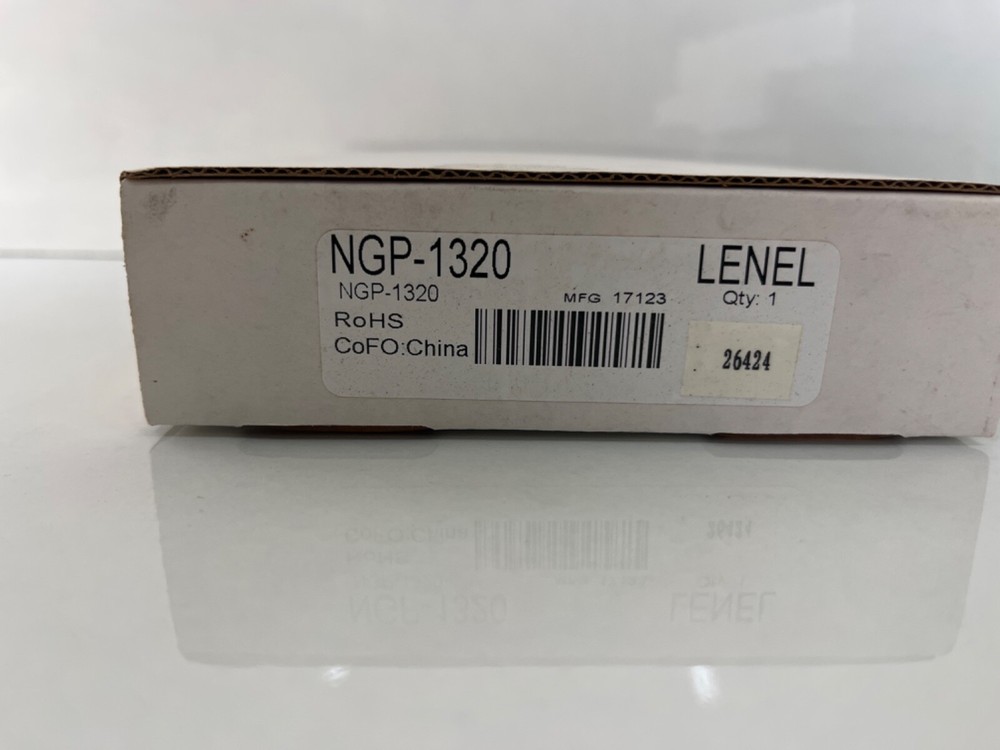 NGP-1320 LENEL
NGP-1320 MFG 17123 Qty: 1
RoHS
CoFO:China
26424